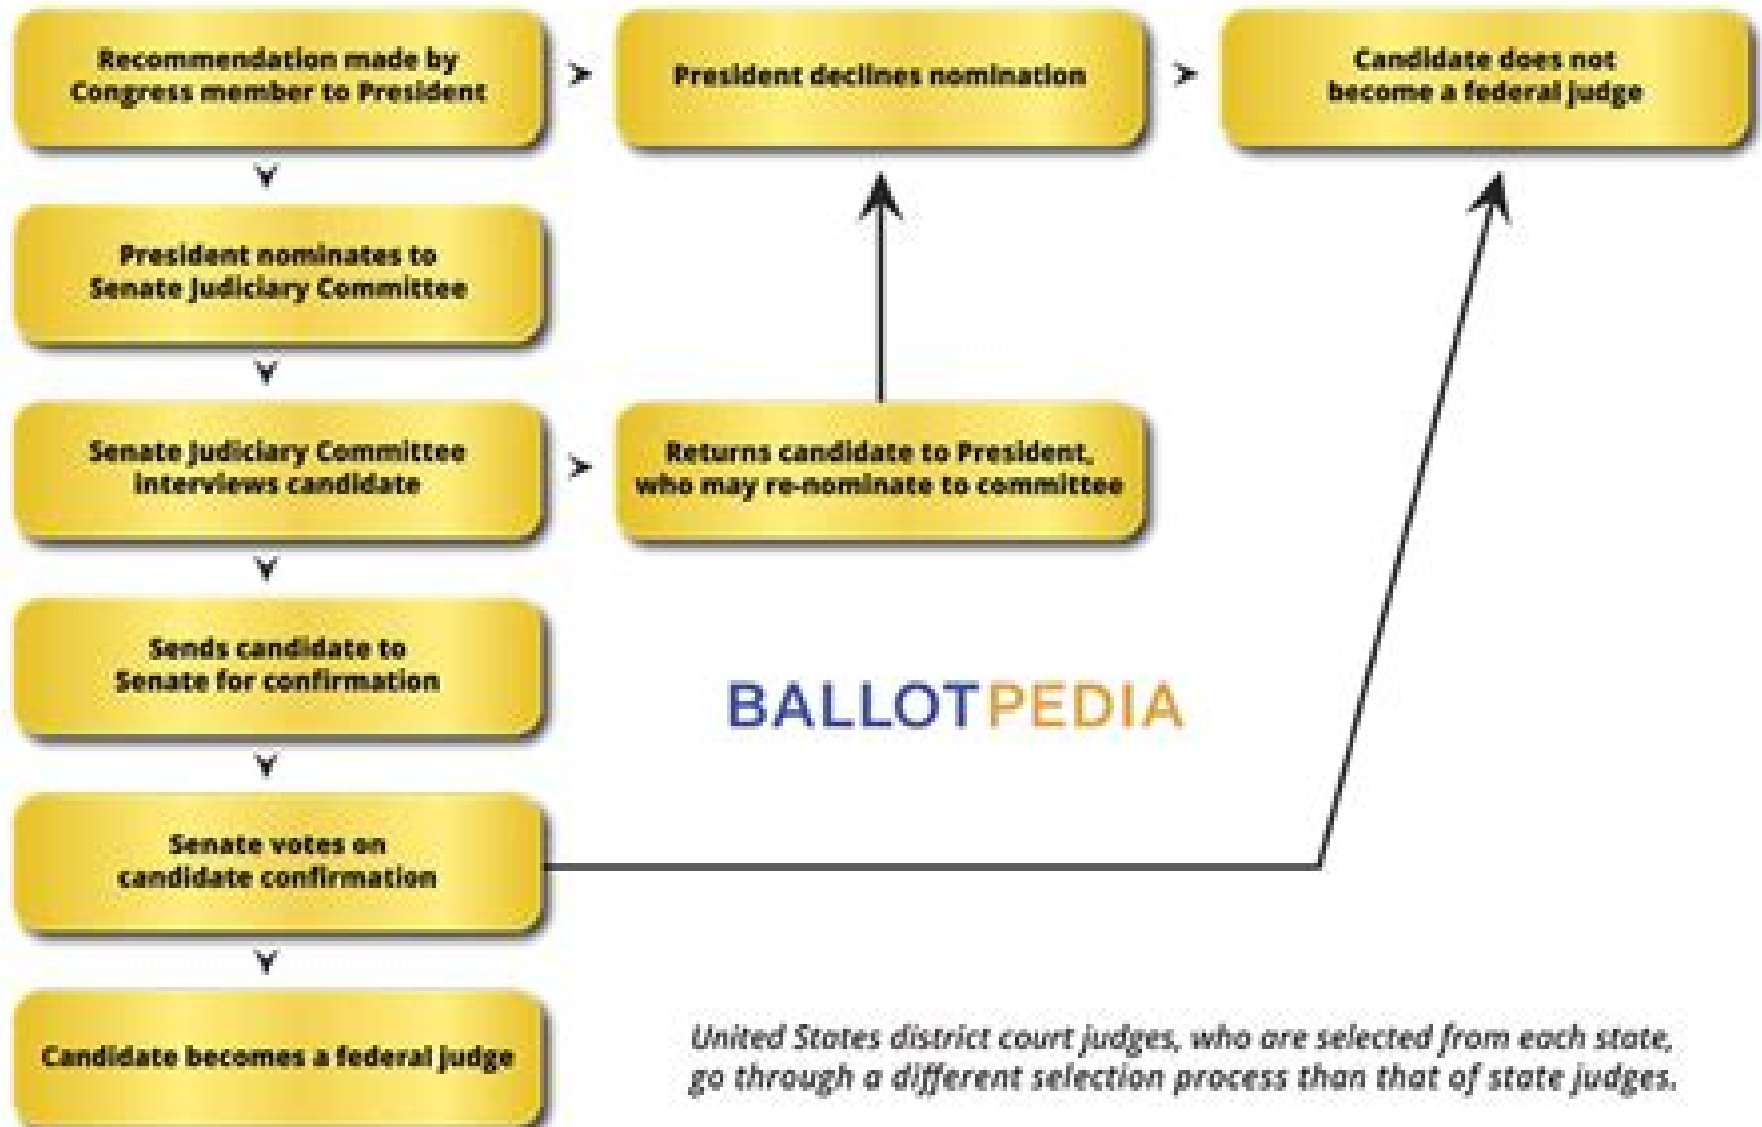 Recommendation made by
Congress member to President
President declines nomination
Candidate does not
become a federal judge
President nominates to
Senate Judiciary Committee
Senate Judiciary Committee
interviews candidate
Returns candidate to President,
who may re-nominate to committee
Sends candidate to
Senate for confirmation
BALLOTPEDIA
Senate votes on
candidate confirmation
Candidate becomes a federal judge
United States district court judges, who are selected from each state,
go through a different selection process than that of state judges.